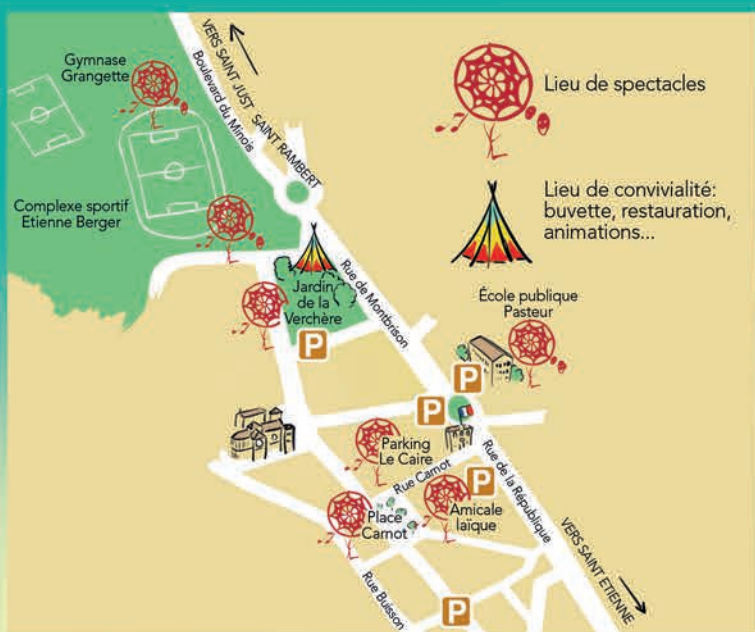 Gymnase
Grangette
VERS SAINT JUST SAINT RAMBERT
Boulevard du Minois
Lieu de spectacles
Complexe sportif
Etienne Berger
Lieu de convivialité:
buvette, restauration,
animations...
Jardin
de la
Verchère
Rue de Montbrison
École publique
Pasteur
P
P
P
Parking
Le Caire
Rue Carnot
P
Rue de la République
Place
Carnot
Amicale
laïque
VERS SAINT ETIENNE
Rue Buisson
P